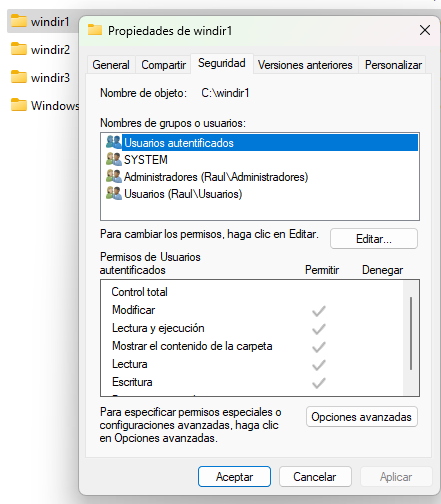 windir1
windir2
windir3
Windows
Propiedades de windir1
General
Compartir
Seguridad
Versiones anteriores
Personalizar
Nombre de objeto:
C:\windir1
Nombres de grupos o usuarios:
Usuarios autentificados
SYSTEM
Administradores (Raul\Administradores)
Usuarios (Raul\Usuarios)
Para cambiar los permisos, haga clic en Editar.
Editar...
Permisos de Usuarios
autentificados
Permitir
Denegar
Control total
Modificar
Lectura y ejecución
Mostrar el contenido de la carpeta
Lectura
Escritura
Para especificar permisos especiales o
configuraciones avanzadas, haga clic
en Opciones avanzadas.
Opciones avanzadas
Aceptar
Cancelar
Aplicar